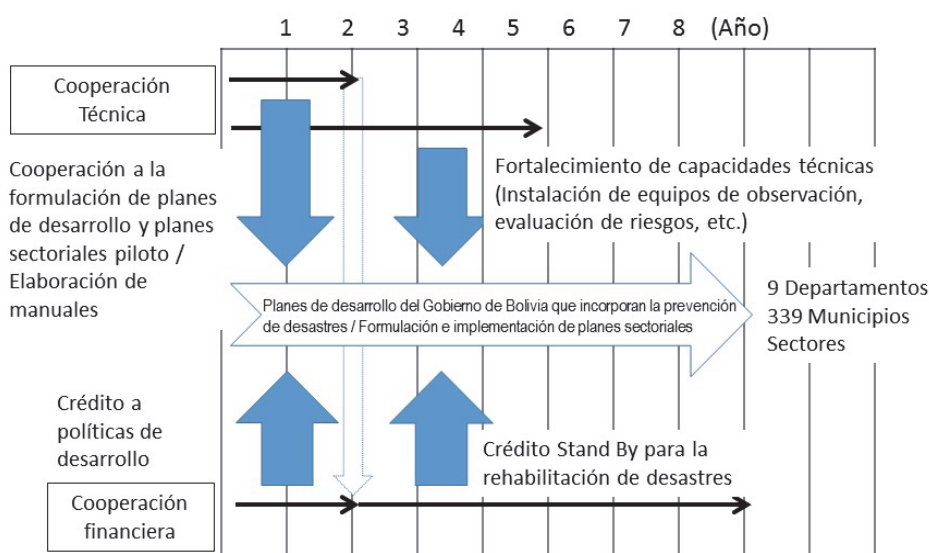 1 2 3 4 5 6 7 8 (Año)
Cooperación
Técnica
Cooperación a la
formulación de planes
de desarrollo y planes
sectoriales piloto /
Elaboración de
manuales
Fortalecimiento de capacidades técnicas
(Instalación de equipos de observación,
evaluación de riesgos, etc.)
Planes de desarrollo del Gobierno de Bolivia que incorporan la prevención
de desastres / Formulación e implementación de planes sectoriales
9 Departamentos
339 Municipios
Sectores
Crédito a
políticas de
desarrollo
Crédito Stand By para la
rehabilitación de desastres
Cooperación
financiera